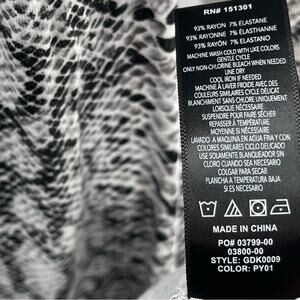 RN# 151301
93% RAYON 7% ELASTANE
93% RAYONNE 7% ÉLASTHANNE
93% RAYÓN 7% ELASTANO
MACHINE WASH COLD WITH LIKE COLORS
GENTLE CYCLE
ONLY NON-CHLORINE BLEACH WHEN NEEDED
LINE DRY
COOL IRON IF NEEDED
MACHINE À LAVER FROIDE AVEC DES
COULEURS SIMILAIRES CYCLE DÉLICAT
BLANCHIMENT SANS CHLORE UNIQUEMENT
LORSQUE NÉCESSAIRE
SUSPENDRE POUR FAIRE SÉCHER
REPASSER À TEMPÉRATURE
MOYENNE SI NÉCESSAIRE
LAVADO A MAQUINA EN AGUA FRIA Y CON
COLORES SIMILARES CICLO DELICADO
USE SOLAMENTE BLANQUEADOR SIN
CLORO CUANDO SEA NECESARIO
COLGAR PARA SECAR
PLANCHA A TEMPERATURA BAJA
SI ES NECESARIO
MADE IN CHINA
PO# 03799-00
03800-00
STYLE: GDK0009
COLOR: PY01